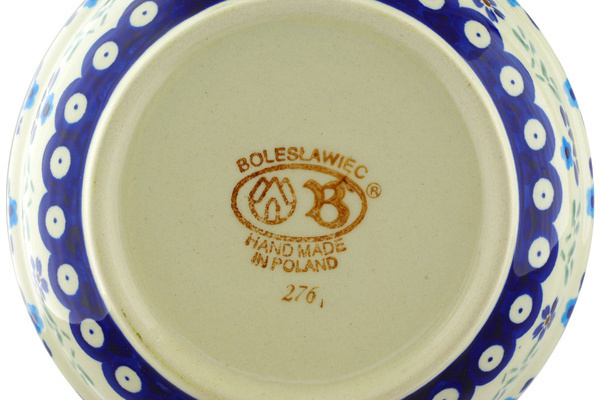 BOLESŁAWIEC
B ®
HAND MADE
IN POLAND
276